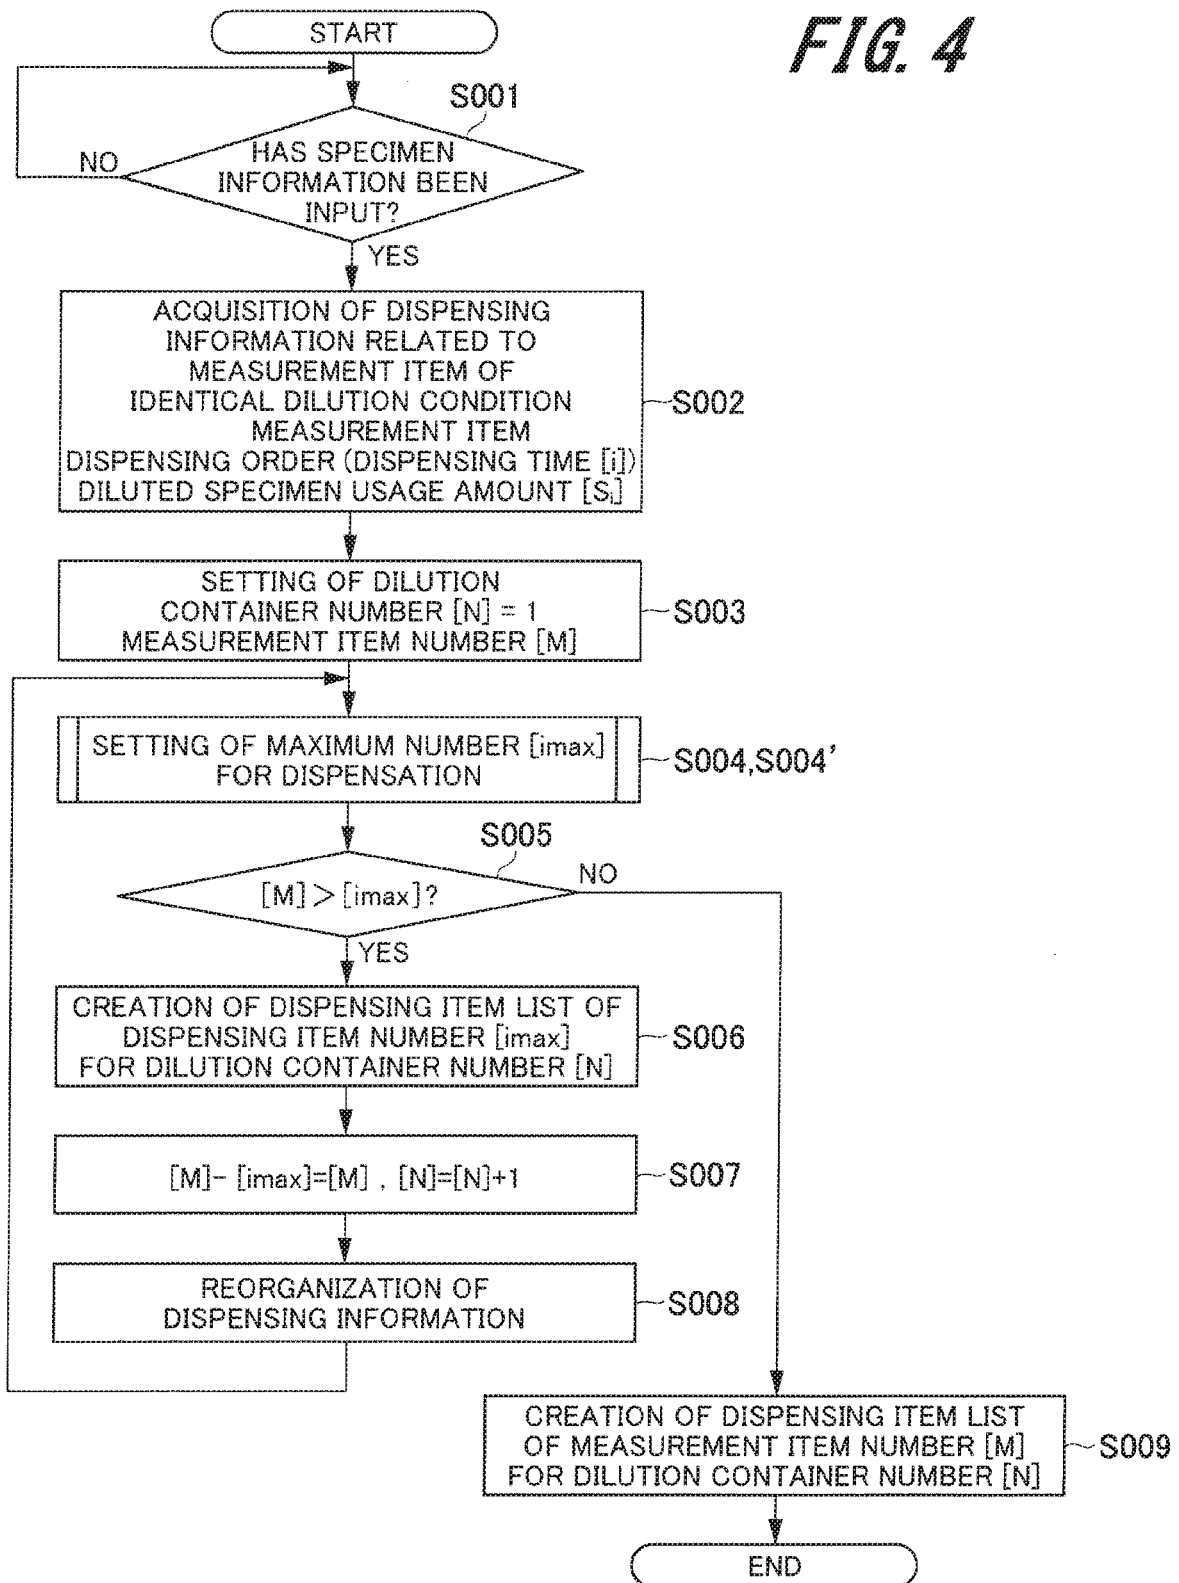 START
FIG. 4
S001
NO
HAS SPECIMEN
INFORMATION BEEN
INPUT?
YES
ACQUISITION OF DISPENSING
INFORMATION RELATED TO
MEASUREMENT ITEM OF
IDENTICAL DILUTION CONDITION
MEASUREMENT ITEM
DISPENSING ORDER (DISPENSING TIME [i])
DILUTED SPECIMEN USAGE AMOUNT [Si]
S002
SETTING OF DILUTION
CONTAINER NUMBER [N] = 1
MEASUREMENT ITEM NUMBER [M]
S003
SETTING OF MAXIMUM NUMBER [imax]
FOR DISPENSATION
S004,S004'
S005
[M] > [imax]?
NO
YES
CREATION OF DISPENSING ITEM LIST OF
DISPENSING ITEM NUMBER [imax]
FOR DILUTION CONTAINER NUMBER [N]
S006
[M]- [imax]=[M] , [N]=[N]+1
S007
REORGANIZATION OF
DISPENSING INFORMATION
S008
CREATION OF DISPENSING ITEM LIST
OF MEASUREMENT ITEM NUMBER [M]
FOR DILUTION CONTAINER NUMBER [N]
S009
END